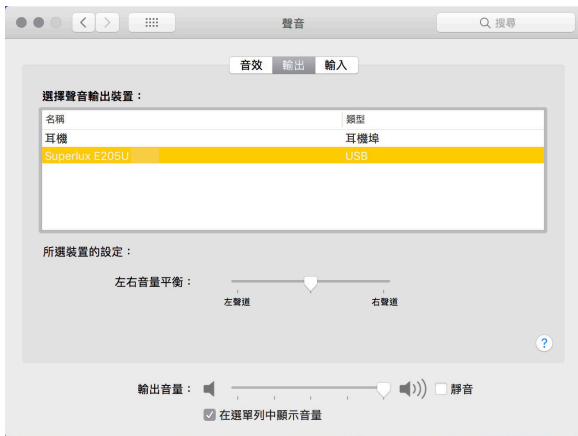 聲音
搜尋
音效 輸出 輸入
選擇聲音輸出裝置：
名稱 類型
耳機 耳機埠
Superlux E205U USB
所選裝置的設定：
左右音量平衡：
左聲道 右聲道
?
輸出音量： 靜音
在選單列中顯示音量